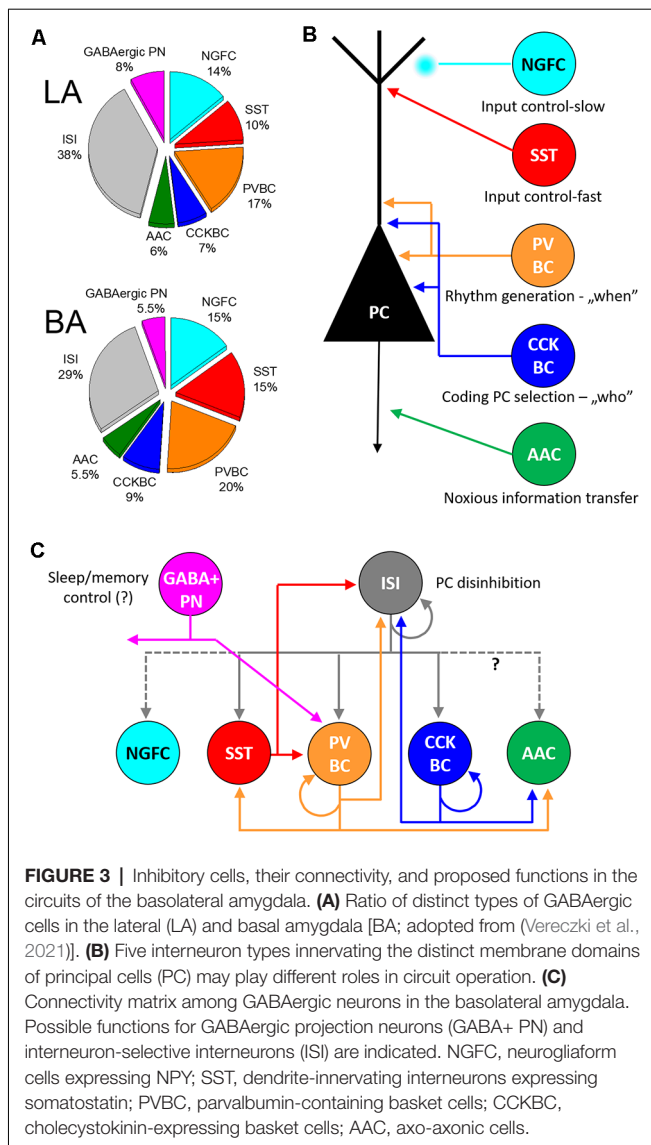 A
LA
GABAergic PN
8%
NGFC
14%
SST
10%
PVBC
17%
CCKBC
7%
AAC
6%
ISI
38%
BA
GABAergic PN
5.5%
NGFC
15%
SST
15%
PVBC
20%
CCKBC
9%
AAC
5.5%
ISI
29%
B
NGFC
Input control-slow
SST
Input control-fast
PV
BC
Rhythm generation - „when”
CCK
BC
Coding PC selection – „who”
AAC
Noxious information transfer
PC
C
Sleep/memory
control (?)
GABA+
PN
ISI
PC disinhibition
?
NGFC
SST
PV
BC
CCK
BC
AAC
FIGURE 3 | Inhibitory cells, their connectivity, and proposed functions in the
circuits of the basolateral amygdala. (A) Ratio of distinct types of GABAergic
cells in the lateral (LA) and basal amygdala [BA; adopted from (Vereczki et al.,
2021)]. (B) Five interneuron types innervating the distinct membrane domains
of principal cells (PC) may play different roles in circuit operation. (C)
Connectivity matrix among GABAergic neurons in the basolateral amygdala.
Possible functions for GABAergic projection neurons (GABA+ PN) and
interneuron-selective interneurons (ISI) are indicated. NGFC, neurogliaform
cells expressing NPY; SST, dendrite-innervating interneurons expressing
somatostatin; PVBC, parvalbumin-containing basket cells; CCKBC,
cholecystokinin-expressing basket cells; AAC, axo-axonic cells.